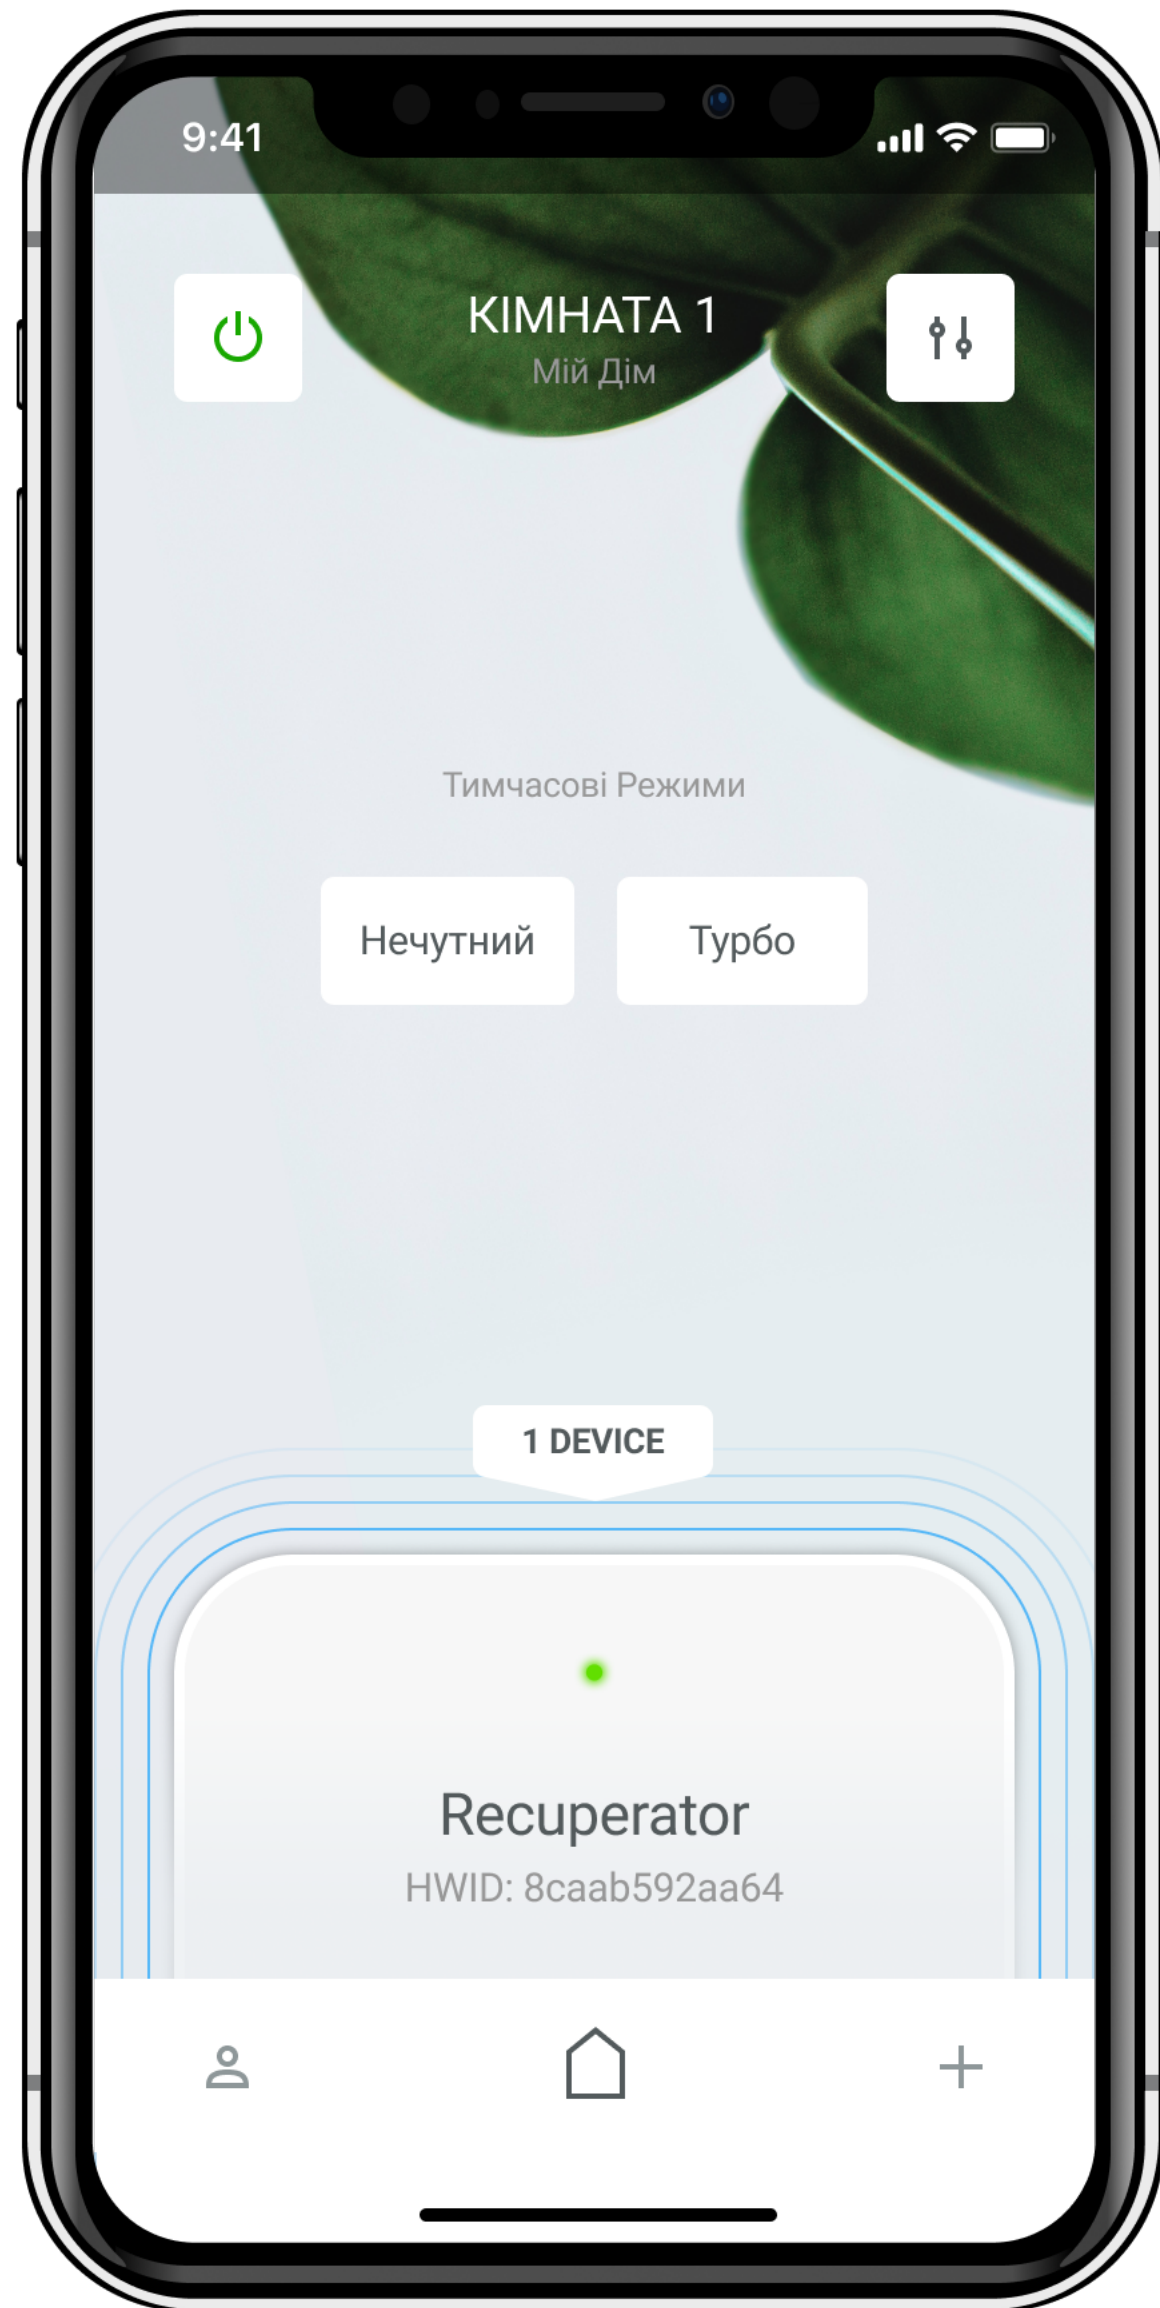 9:41
КІМНАТА 1
Мій Дім
Тимчасові Режими
Нечутний Турбо
1 DEVICE
Recuperator
HWID: 8caab592aa64